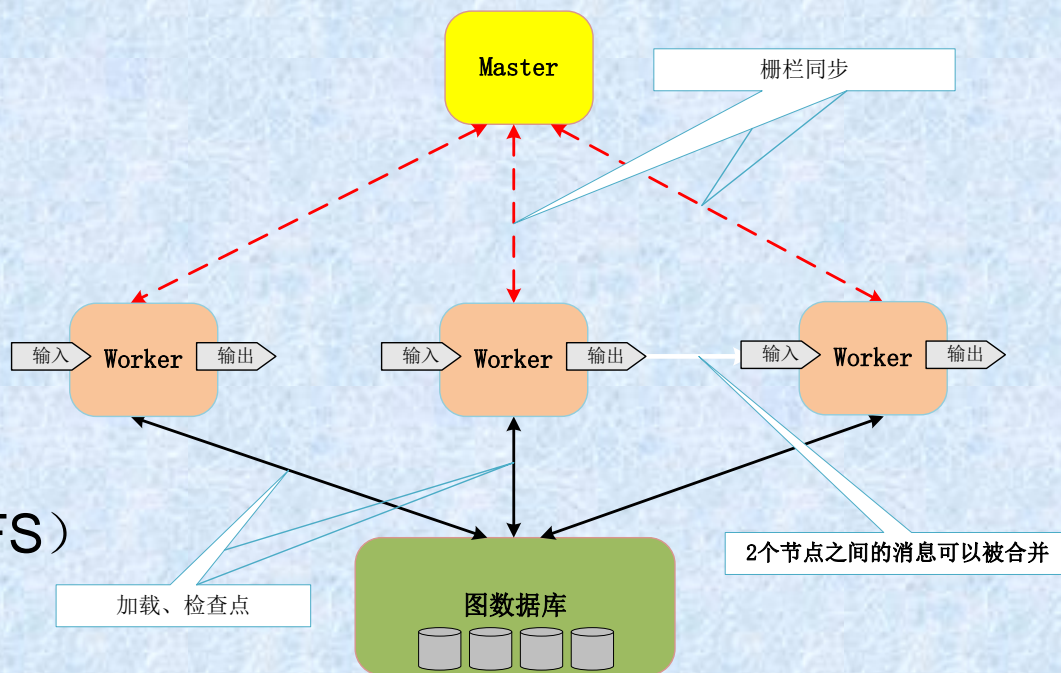 Master
栅栏同步
输入
Worker
输出
输入
Worker
输出
输入
Worker
输出
FS）
2个节点之间的消息可以被合并
加载、检查点
图数据库